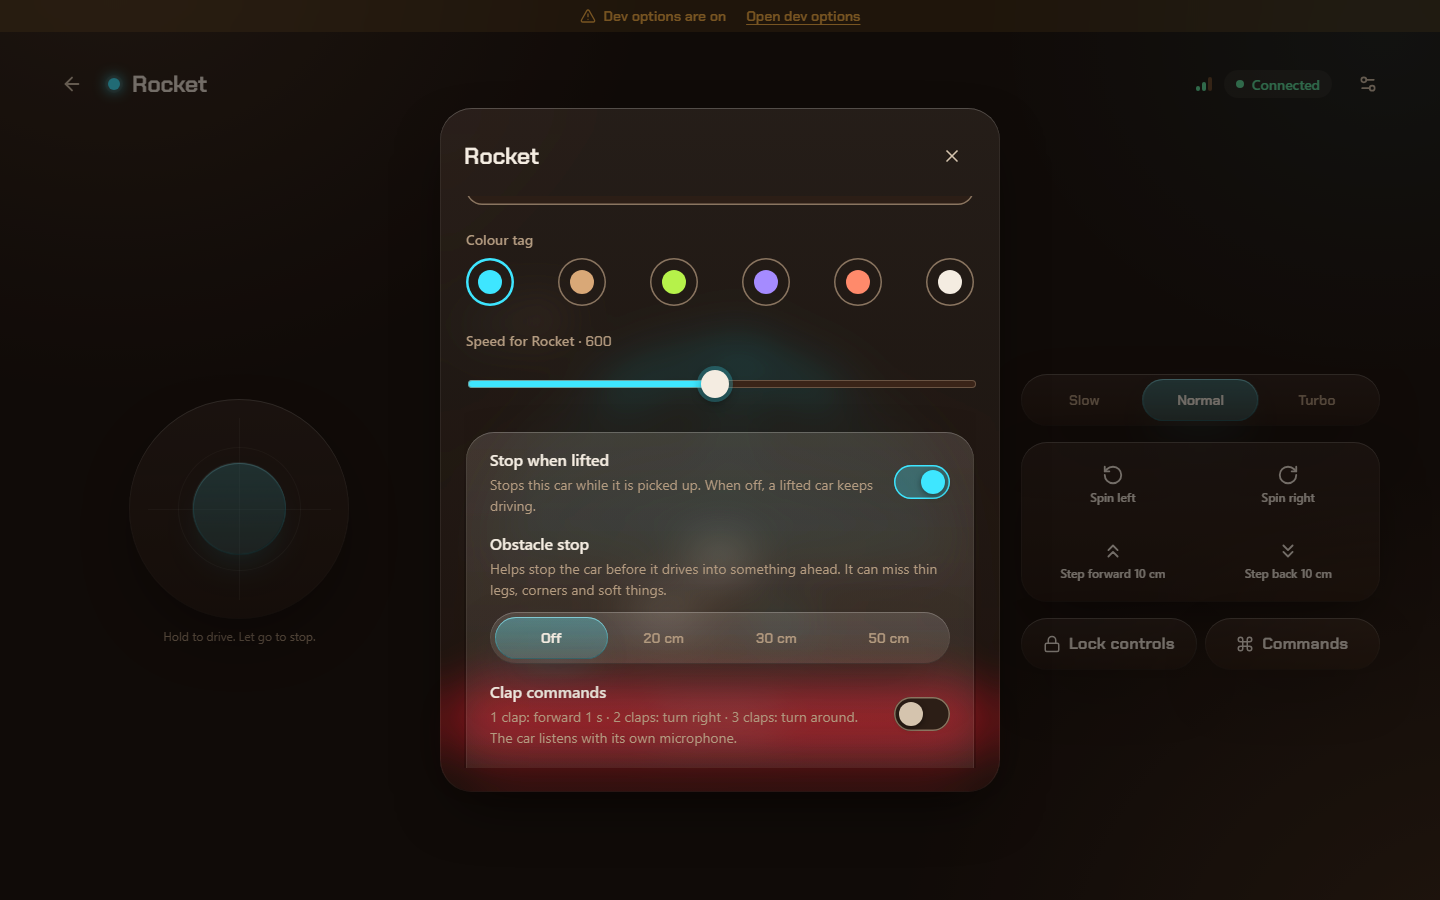 Dev options are on Open dev options
Rocket
Connected
Rocket
Colour tag
Speed for Rocket · 600
Stop when lifted
Stops this car while it is picked up. When off, a lifted car keeps
driving.
Obstacle stop
Helps stop the car before it drives into something ahead. It can miss thin
legs, corners and soft things.
Off 20 cm 30 cm 50 cm
Clap commands
1 clap: forward 1 s · 2 claps: turn right · 3 claps: turn around.
The car listens with its own microphone.
Hold to drive. Let go to stop.
Slow Normal Turbo
Spin left Spin right
Step forward 10 cm Step back 10 cm
Lock controls Commands